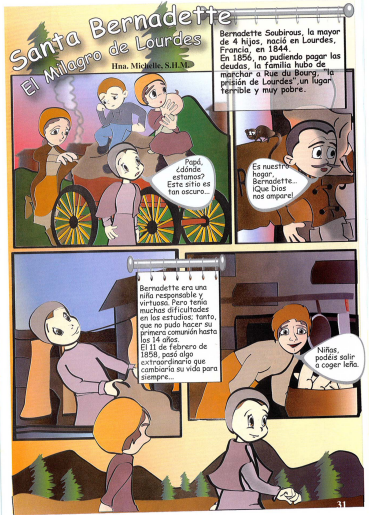 Santa Bernadette
El Milagro de Lourdes
Hna. Michelle, S.H.M.
Bernadette Soubirous, la mayor
de 4 hijos, nació en Lourdes,
Francia, en 1844.
En 1856, no pudiendo pagar las
deudas, la familia hubo de
marchar a Rue du Bourg, "la
prisión de Lourdes", un lugar
terrible y muy pobre.
Papá,
¿dónde
estamos?
Este sitio es
tan oscuro...
Es nuestro
hogar,
Bernadette...
¡Que Dios
nos ampare!
Bernadette era una
niña responsable y
virtuosa. Pero tenía
muchas dificultades
en los estudios; tanto,
que no pudo hacer su
primera comunión hasta
los 14 años.
El 11 de febrero de
1858, pasó algo
extraordinario que
cambiaría su vida para
siempre...
Niñas,
podéis salir
a coger leña.
31